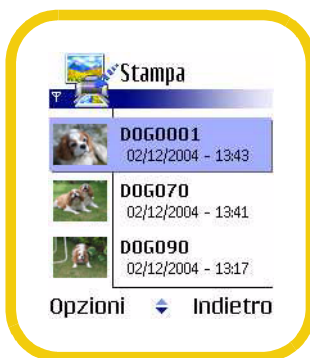 Stampa
DOG0001
02/12/2004 - 13:43
DOG070
02/12/2004 - 13:41
DOG090
02/12/2004 - 13:17
Opzioni Indietro